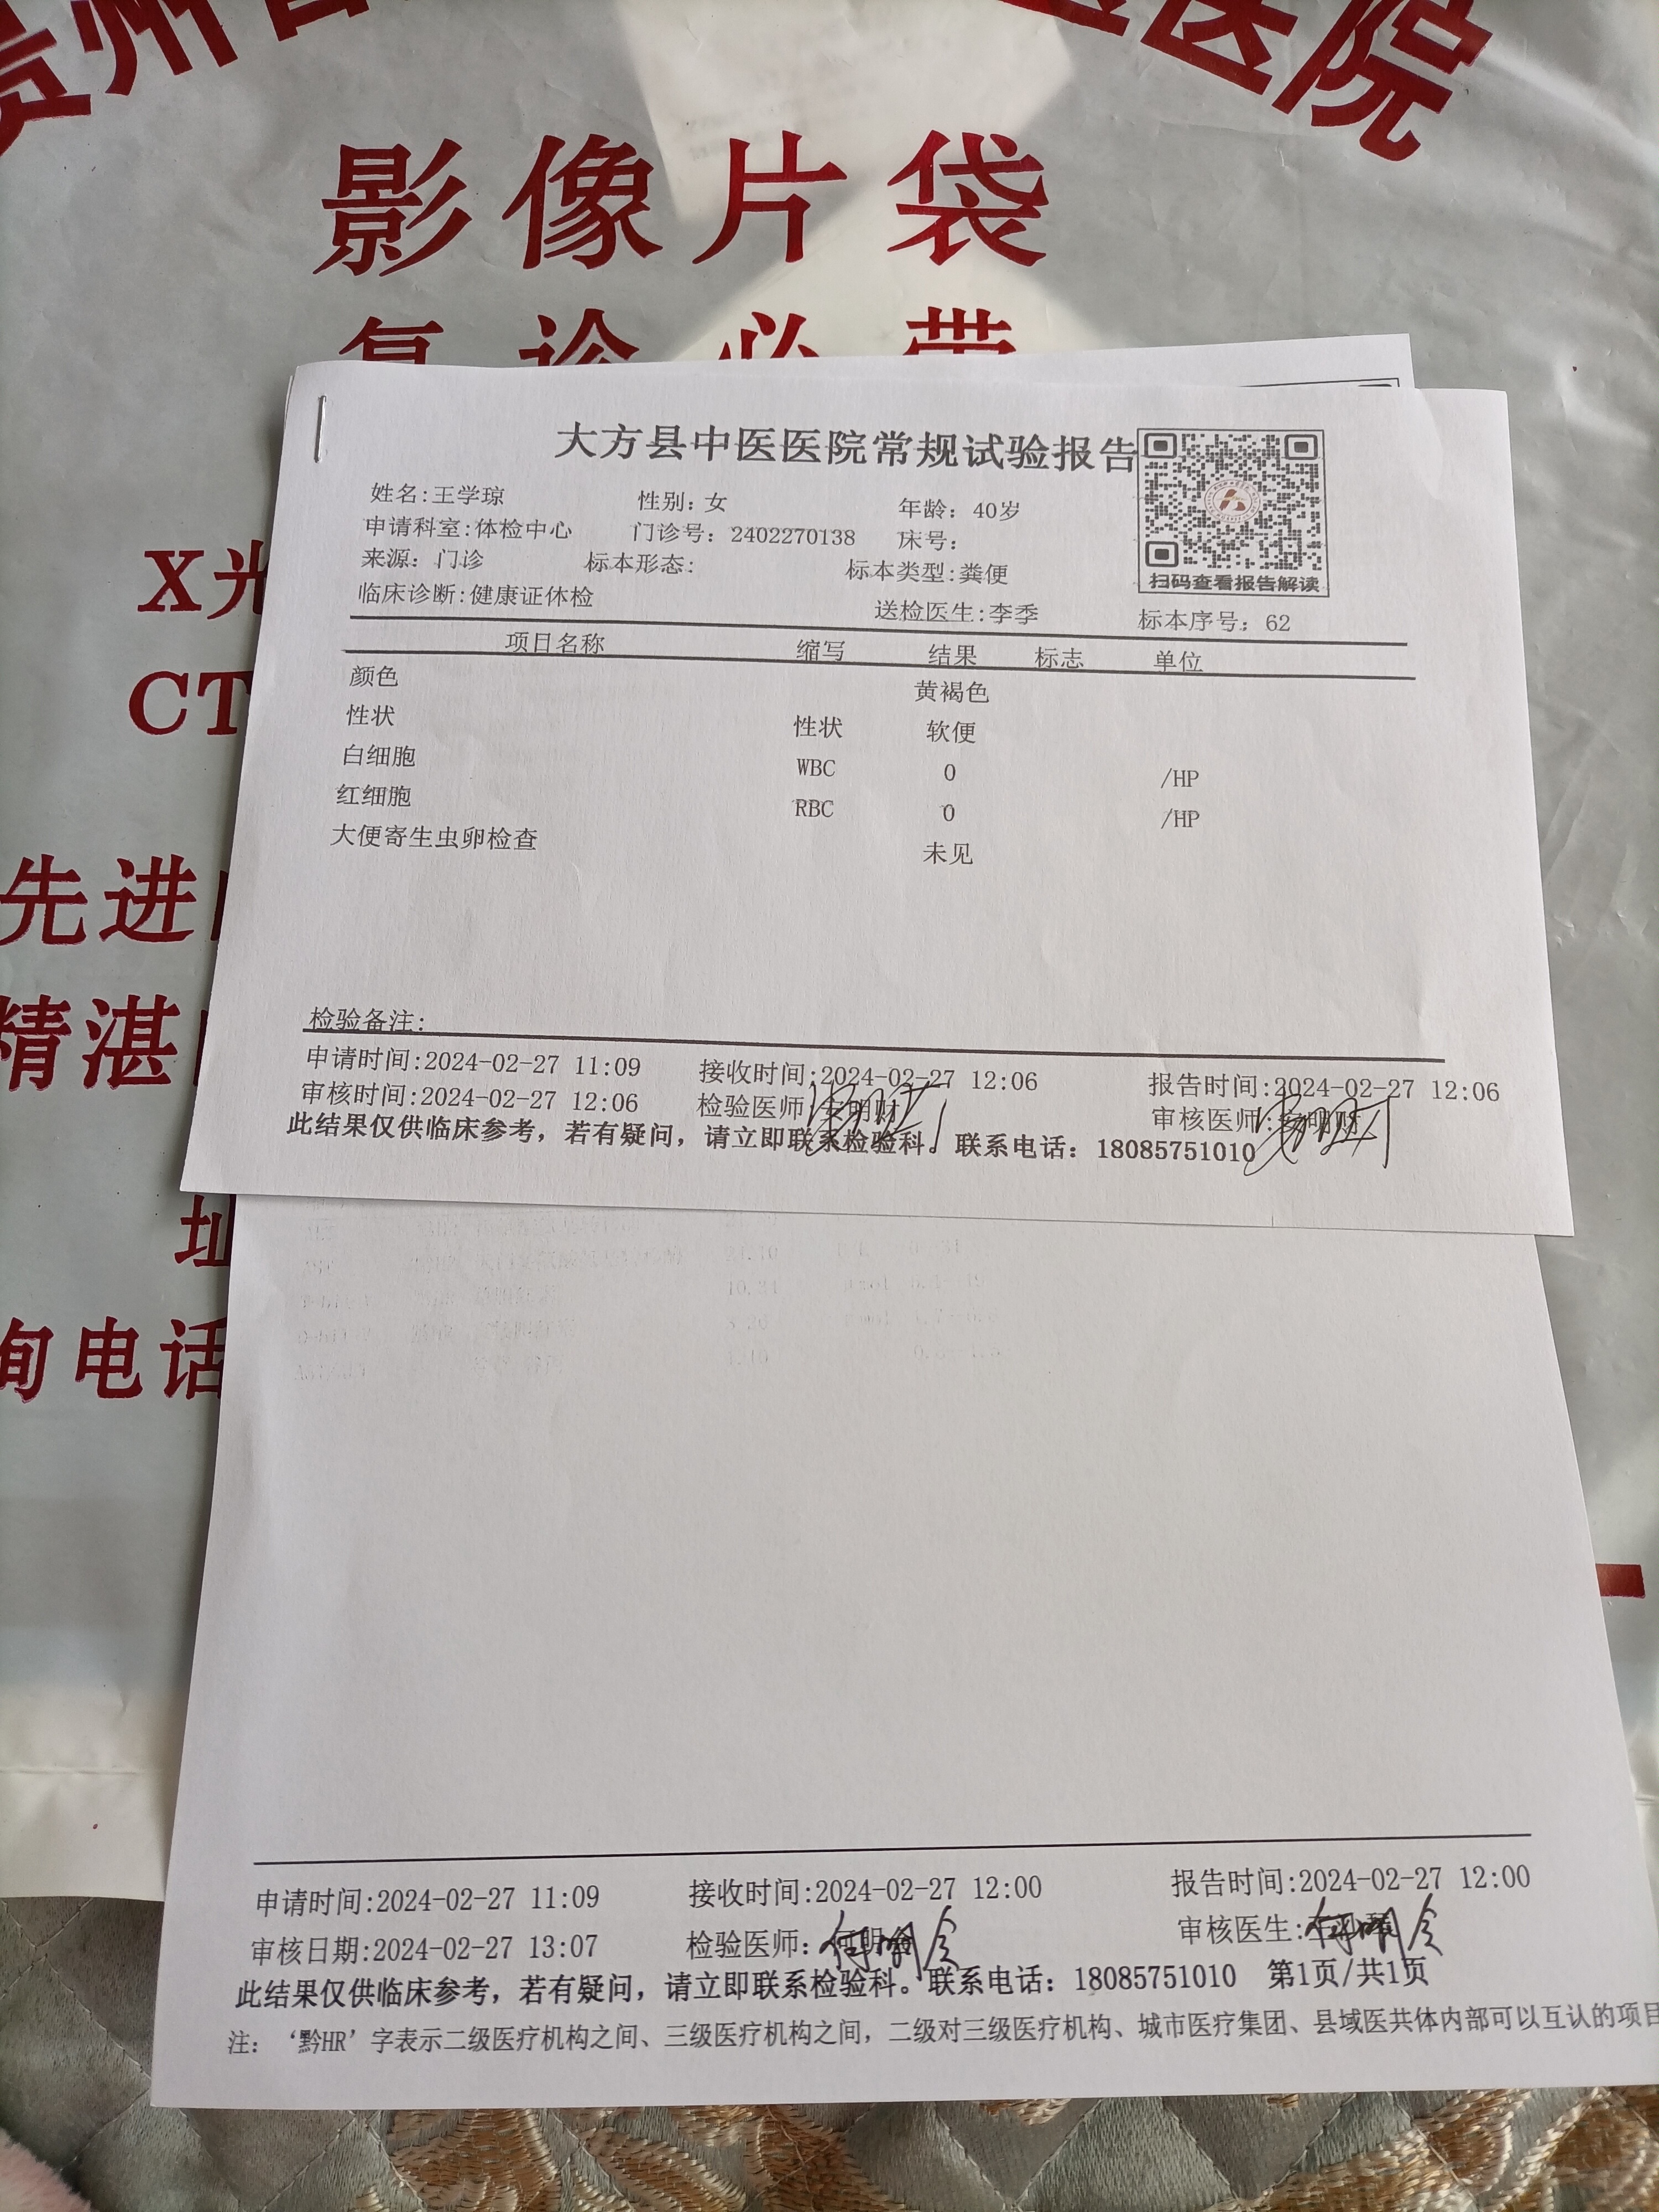 影像片袋
复诊必带
X光
CT
先进
精湛
址
询电话
医院
大方县中医医院常规试验报告
姓名:王学琼 性别:女 年龄:40岁
申请科室:体检中心 门诊号:2402270138 床号:
来源:门诊 标本形态: 标本类型:粪便
扫码查看报告解读
临床诊断:健康证体检 送检医生:李季 标本序号:62
项目名称 缩写 结果 标志 单位
颜色 黄褐色
性状 性状 软便
白细胞 WBC 0 /HP
红细胞 RBC 0 /HP
大便寄生虫卵检查 未见
检验备注:
申请时间:2024-02-27 11:09 接收时间:2024-02-27 12:06 报告时间:2024-02-27 12:06
审核时间:2024-02-27 12:06 检验医师 明财 审核医师: 明财
此结果仅供临床参考，若有疑问，请立即联系检验科。联系电话：18085751010
申请时间:2024-02-27 11:09 接收时间:2024-02-27 12:00 报告时间:2024-02-27 12:00
审核日期:2024-02-27 13:07 检验医师: 审核医生:
此结果仅供临床参考，若有疑问，请立即联系检验科。联系电话：18085751010 第1页/共1页
注：‘黔HR’字表示二级医疗机构之间、三级医疗机构之间，二级对三级医疗机构、城市医疗集团、县域医共体内部可以互认的项目